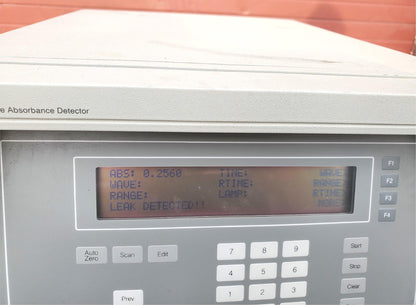 e Absorbance Detector
ABS: 0.2560 TIME: WAVE
WAVE: RTIME: RANGE
RANGE: LAMP: RTIME
LEAK DETECTED!! MORE
F1
F2
F3
F4
Auto Zero Scan Edit
7 8 9
4 5 6
1 2 3
Prev
Start
Stop
Clear